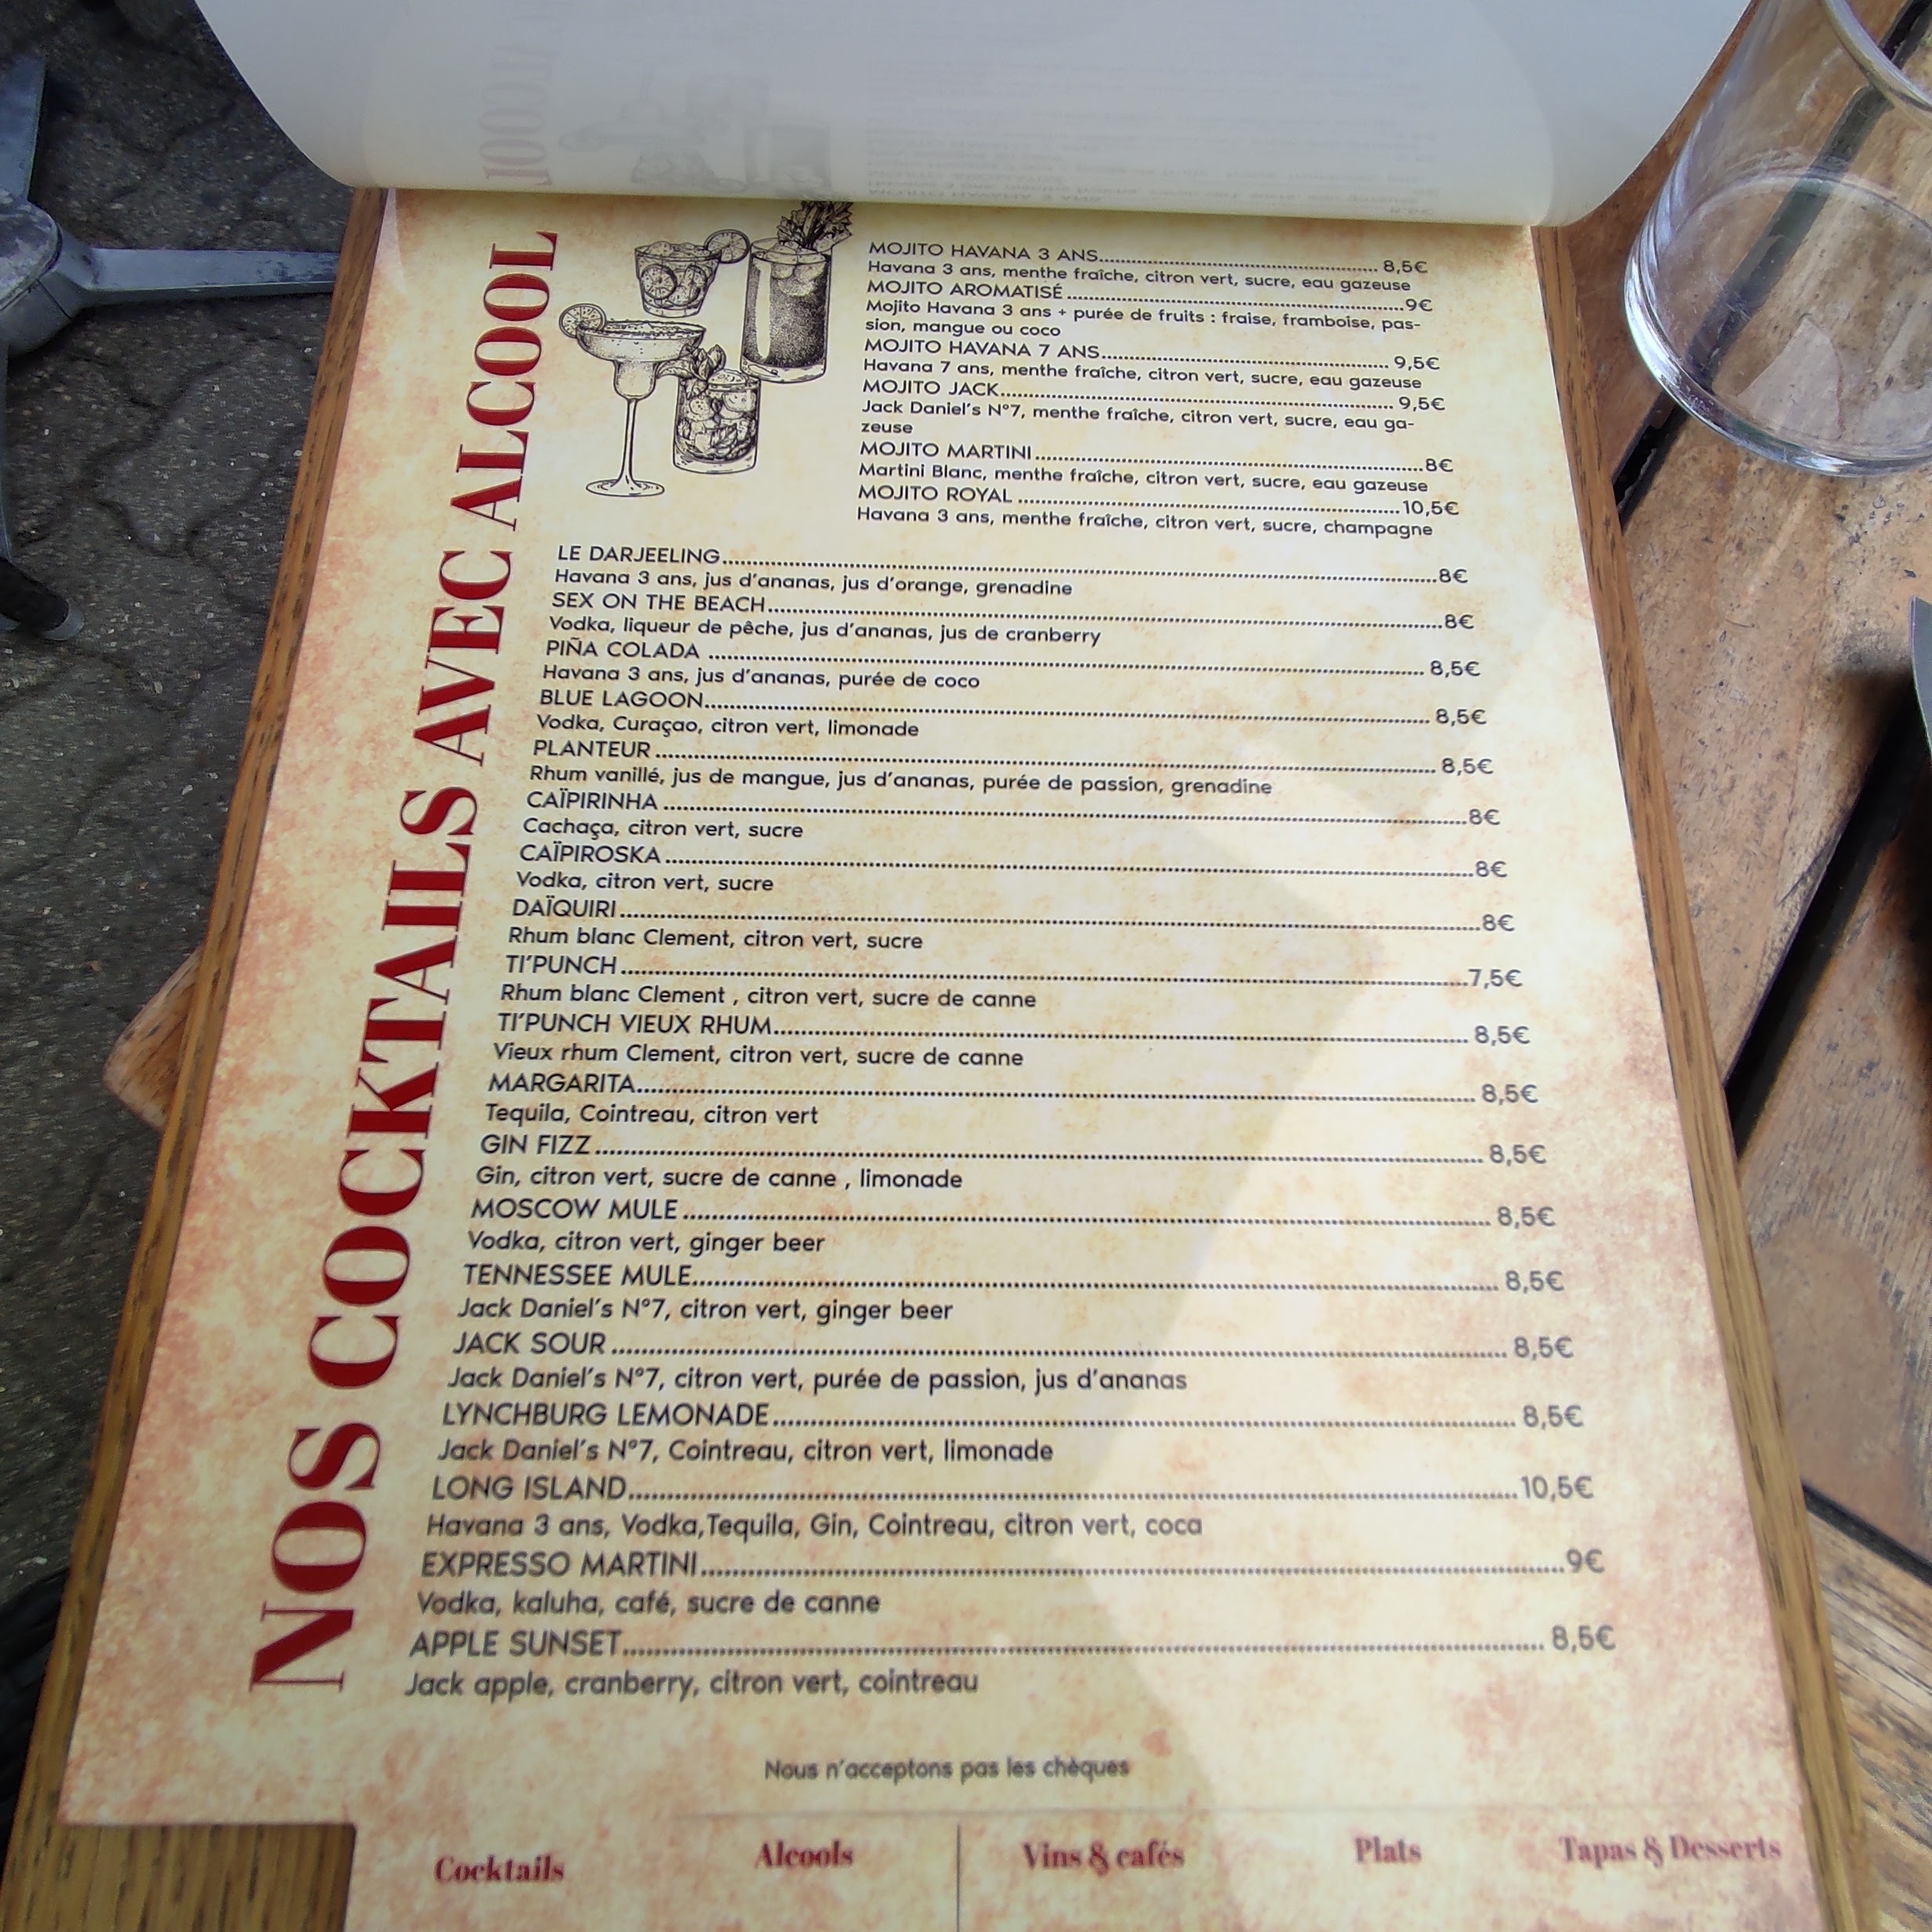 NOS COCKTAILS AVEC ALCOOL
MOJITO HAVANA 3 ANS 8,5€
Havana 3 ans, menthe fraîche, citron vert, sucre, eau gazeuse
MOJITO AROMATISÉ 9€
Mojito Havana 3 ans + purée de fruits : fraise, framboise, pas-
sion, mangue ou coco
MOJITO HAVANA 7 ANS 9,5€
Havana 7 ans, menthe fraîche, citron vert, sucre, eau gazeuse
MOJITO JACK 9,5€
Jack Daniel's N°7, menthe fraîche, citron vert, sucre, eau ga-
zeuse
MOJITO MARTINI 8€
Martini Blanc, menthe fraîche, citron vert, sucre, eau gazeuse
MOJITO ROYAL 10,5€
Havana 3 ans, menthe fraîche, citron vert, sucre, champagne
LE DARJEELING 8€
Havana 3 ans, jus d'ananas, jus d'orange, grenadine
SEX ON THE BEACH 8€
Vodka, liqueur de pêche, jus d'ananas, jus de cranberry
PIÑA COLADA 8,5€
Havana 3 ans, jus d'ananas, purée de coco
BLUE LAGOON 8,5€
Vodka, Curaçao, citron vert, limonade
PLANTEUR 8,5€
Rhum vanillé, jus de mangue, jus d'ananas, purée de passion, grenadine
CAÏPIRINHA 8€
Cachaça, citron vert, sucre
CAÏPIROSKA 8€
Vodka, citron vert, sucre
DAÏQUIRI 8€
Rhum blanc Clement, citron vert, sucre
TI'PUNCH 7,5€
Rhum blanc Clement , citron vert, sucre de canne
TI'PUNCH VIEUX RHUM 8,5€
Vieux rhum Clement, citron vert, sucre de canne
MARGARITA 8,5€
Tequila, Cointreau, citron vert
GIN FIZZ 8,5€
Gin, citron vert, sucre de canne , limonade
MOSCOW MULE 8,5€
Vodka, citron vert, ginger beer
TENNESSEE MULE 8,5€
Jack Daniel's N°7, citron vert, ginger beer
JACK SOUR 8,5€
Jack Daniel's N°7, citron vert, purée de passion, jus d'ananas
LYNCHBURG LEMONADE 8,5€
Jack Daniel's N°7, Cointreau, citron vert, limonade
LONG ISLAND 10,5€
Havana 3 ans, Vodka,Tequila, Gin, Cointreau, citron vert, coca
EXPRESSO MARTINI 9€
Vodka, kaluha, café, sucre de canne
APPLE SUNSET 8,5€
Jack apple, cranberry, citron vert, cointreau
Nous n'acceptons pas les chèques
Cocktails Alcools Vins & cafés Plats Tapas & Desserts